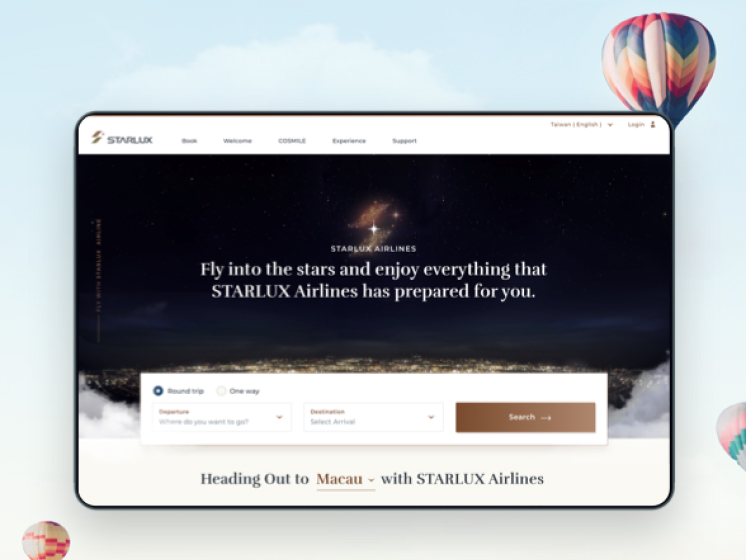 Taiwan ( English )
Login
STARLUX
Book
Welcome
COSMILE
Experience
Support
FLY WITH STARLUX AIRLINE
STARLUX AIRLINES
Fly into the stars and enjoy everything that
STARLUX Airlines has prepared for you.
Round trip
One way
Departure
Where do you want to go?
Destination
Select Arrival
Search
Heading Out to Macau with STARLUX Airlines